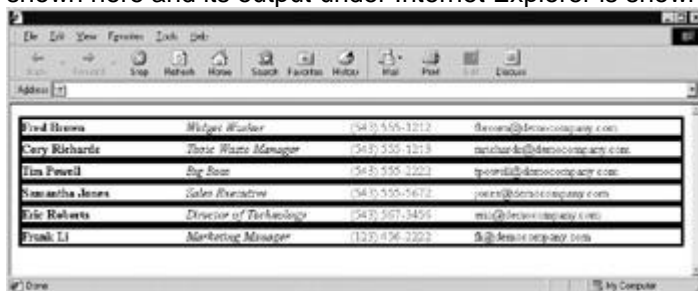 shown here and its output under Internet Explorer is shown
File Edit View Favorites Tools Help
Back Forward Stop Refresh Home Search Favorites History Mail Print Edit Discuss
Address
Fred Brown Widget Washer (543) 555-1212 fbrown@democompany.com
Cory Richards Toxic Waste Manager (543) 555-1213 mrichards@democompany.com
Tim Powell Big Boss (543) 555-2222 tpowell@democompany.com
Samantha Jones Sales Executive (543) 555-5672 jones@democompany.com
Eric Roberts Director of Technology (543) 567-3456 eric@democompany.com
Frank Li Marketing Manager (123) 456-2222 fli@democompany.com
Done My Computer